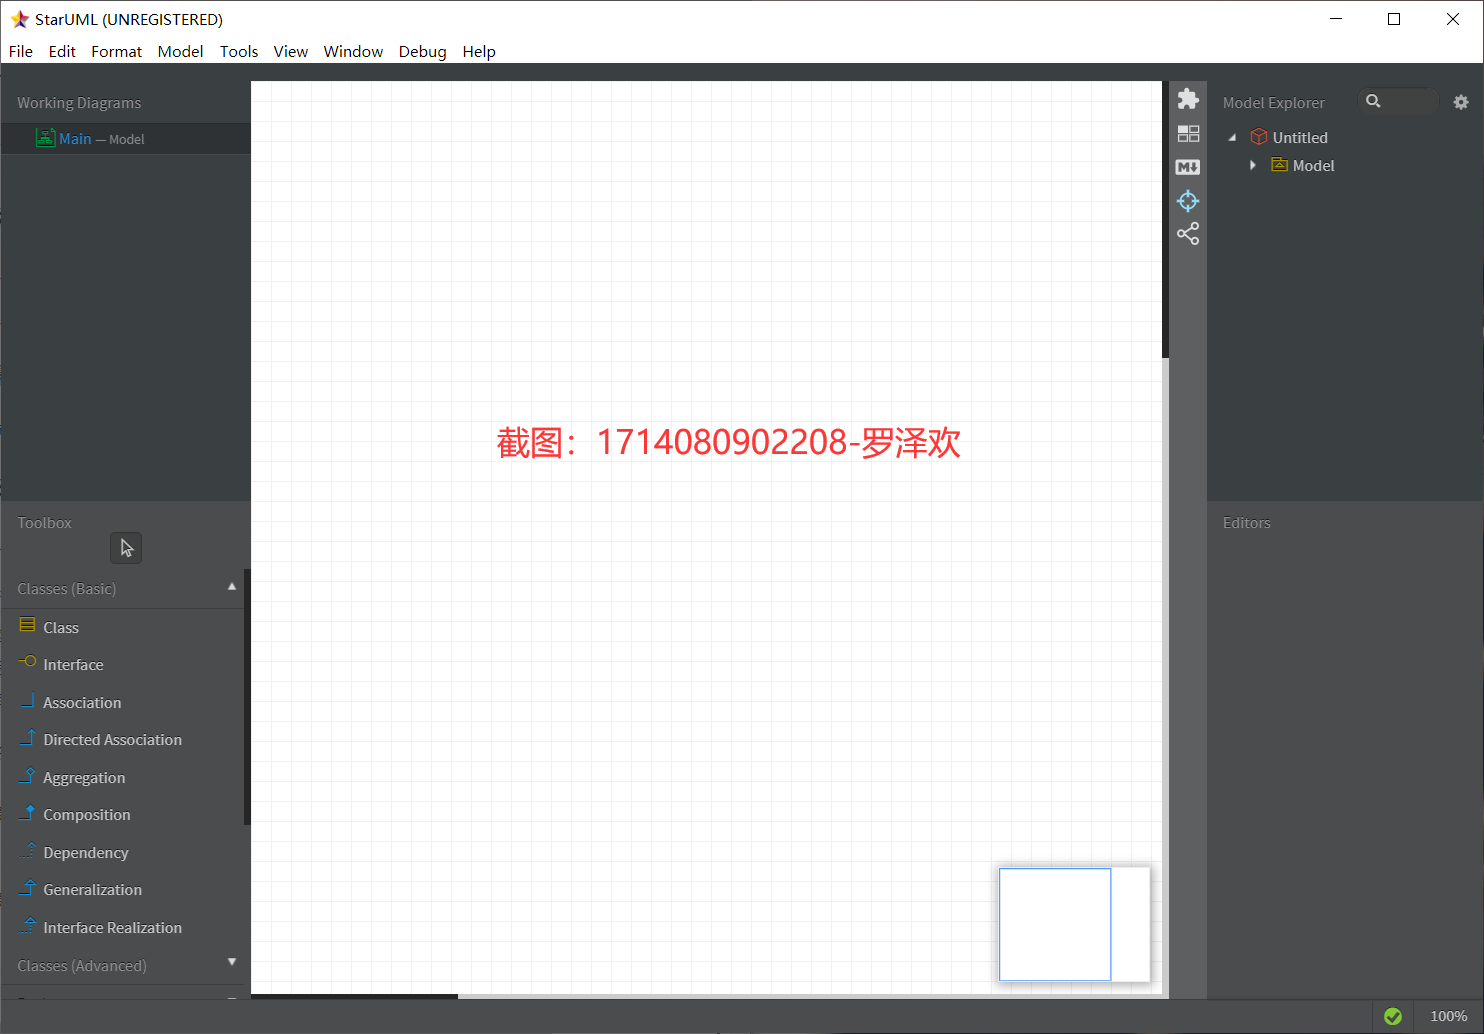 StarUML (UNREGISTERED)
File Edit Format Model Tools View Window Debug Help
Working Diagrams
Main — Model
Toolbox
Classes (Basic)
Class
Interface
Association
Directed Association
Aggregation
Composition
Dependency
Generalization
Interface Realization
Classes (Advanced)
截图：1714080902208-罗泽欢
M
Model Explorer
Untitled
Model
Editors
100%